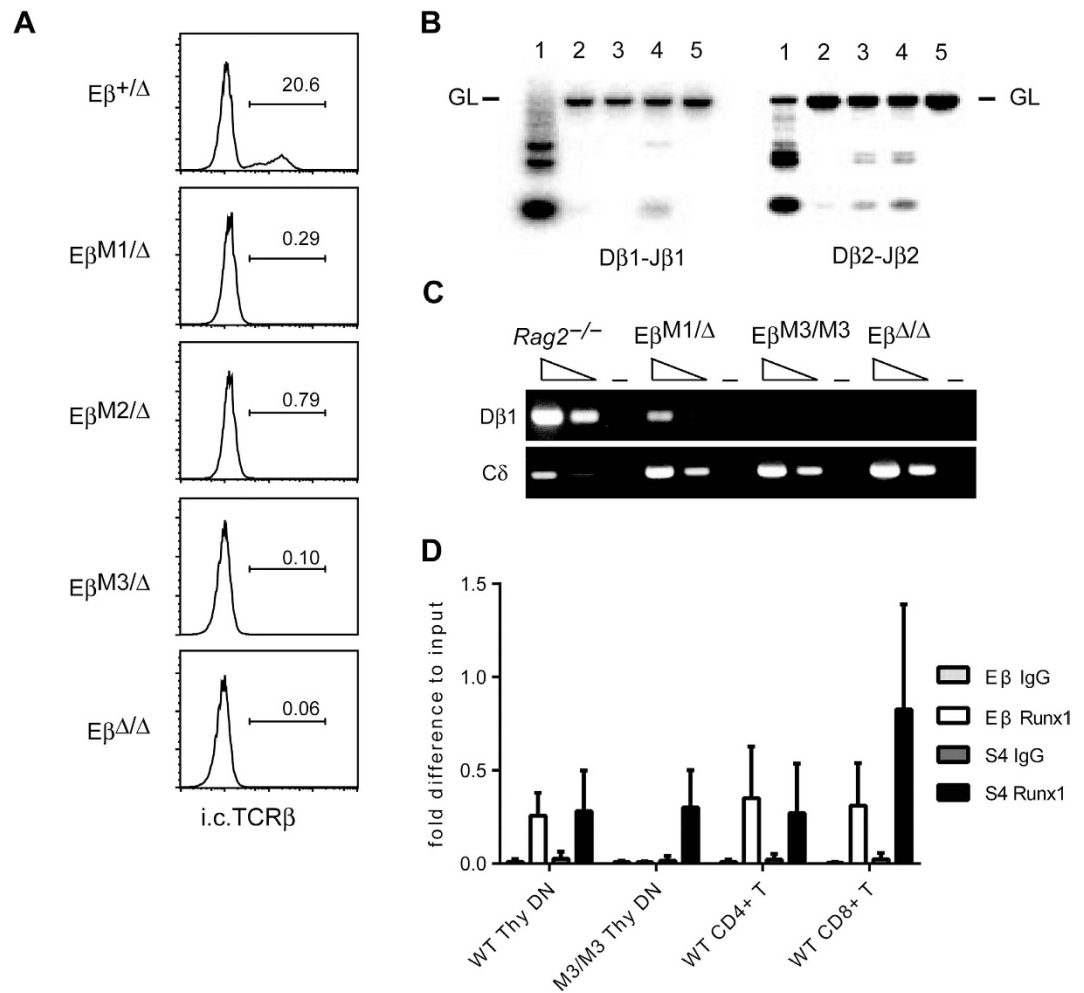 A
Eβ+/Δ
20.6
EβM1/Δ
0.29
EβM2/Δ
0.79
EβM3/Δ
0.10
EβΔ/Δ
0.06
i.c.TCRβ
B
1 2 3 4 5
1 2 3 4 5
GL –
– GL
Dβ1-Jβ1
Dβ2-Jβ2
C
Rag2–/–
EβM1/Δ
EβM3/M3
EβΔ/Δ
– – – –
Dβ1
Cδ
D
fold difference to input
1.5
1.0
0.5
0.0
WT Thy DN
M3/M3 Thy DN
WT CD4+ T
WT CD8+ T
Eβ IgG
Eβ Runx1
S4 IgG
S4 Runx1